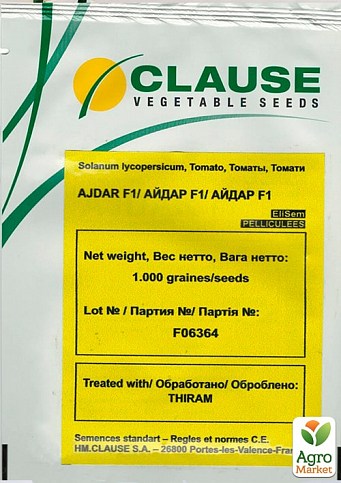 CLAUSE
VEGETABLE SEEDS
Solanum lycopersicum, Tomato, Томаты, Томати
AJDAR F1/ АЙДАР F1/ АЙДАР F1
EliSem
PELLICULEES
Net weight, Вес нетто, Вага нетто:
1.000 graines/seeds
Lot № / Партия №/ Партія №:
F06364
Treated with/ Обработано/ Оброблено:
THIRAM
Semences standart – Regles et normes C.E.
HM.CLAUSE S.A. – 26800 Portes-les-Valence-Fran
Agro
Market